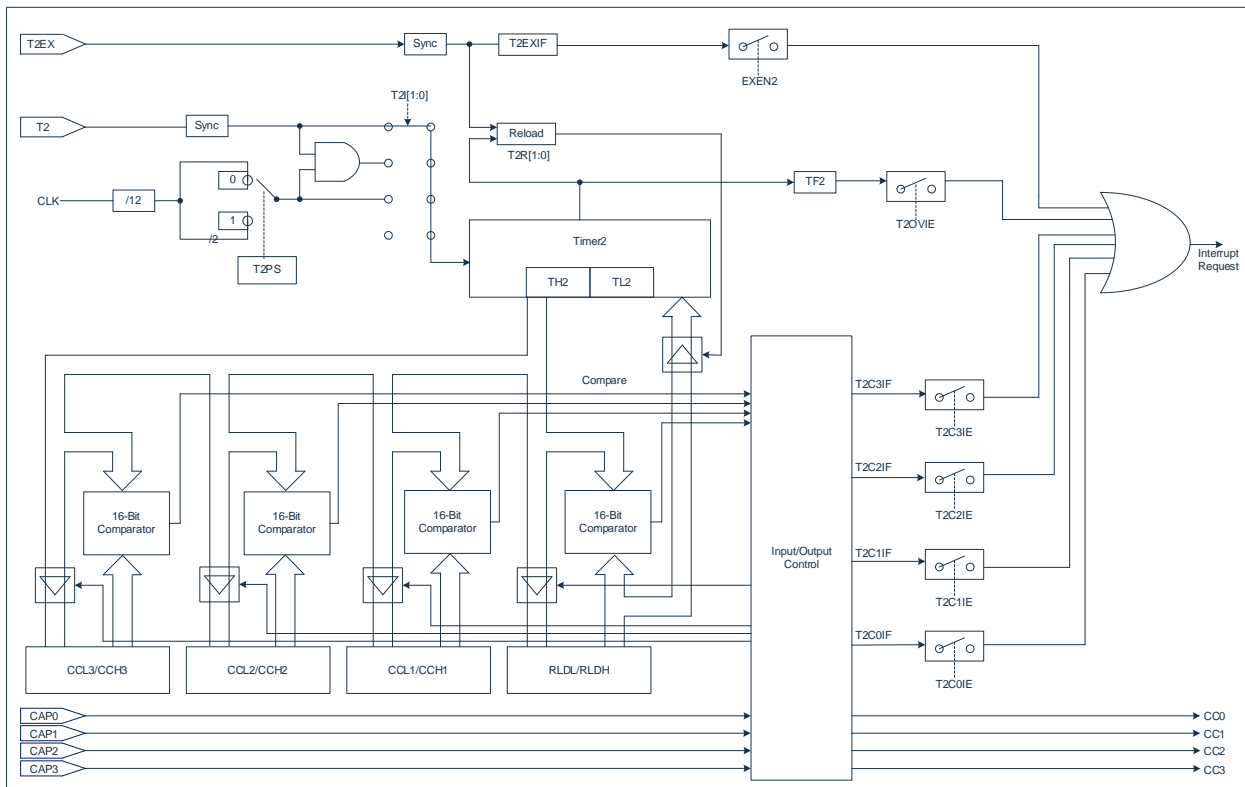 T2EX
Sync
T2EXIF
EXEN2
T2I[1:0]
T2
Sync
Reload
T2R[1:0]
CLK
/12
0
1
/2
T2PS
TF2
T2OVIE
Timer2
TH2
TL2
Interrupt
Request
Compare
T2C3IF
T2C3IE
T2C2IF
T2C2IE
T2C1IF
T2C1IE
T2C0IF
T2C0IE
16-Bit
Comparator
16-Bit
Comparator
16-Bit
Comparator
16-Bit
Comparator
Input/Output
Control
CCL3/CCH3
CCL2/CCH2
CCL1/CCH1
RLDL/RLDH
CAP0
CAP1
CAP2
CAP3
CC0
CC1
CC2
CC3